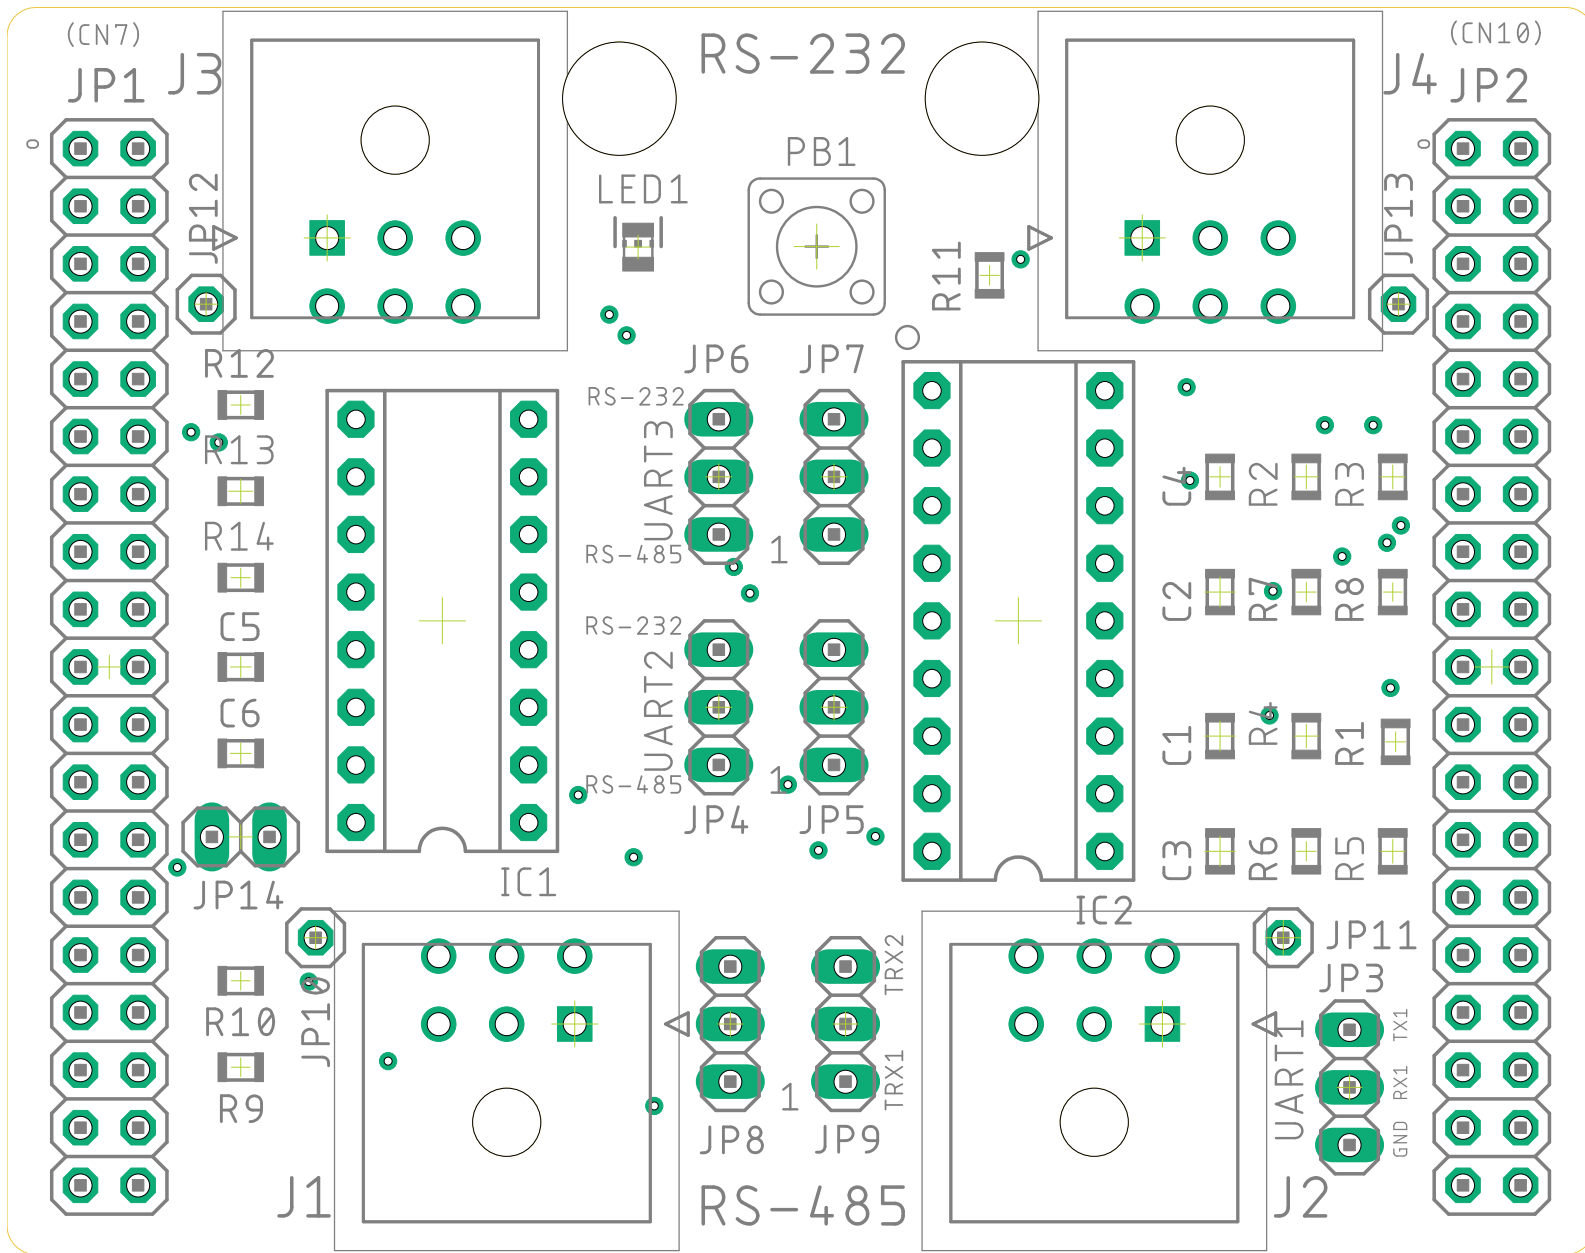 (CN7)
(CN10)
RS-232
J3
J4
JP1
JP2
PB1
LED1
JP12
JP13
o
o
R11
R12
JP6
JP7
RS-232
R13
UART3
C4
R2
R3
R14
RS-485
1
C2
R7
R8
C5
RS-232
UART2
C6
C1
R4
R1
RS-485
1
JP4
JP5
C3
R6
R5
JP14
IC1
IC2
JP11
TRX2
JP3
JP10
R10
TX1
UART1
RX1
R9
TRX1
1
GND
JP8
JP9
J1
RS-485
J2